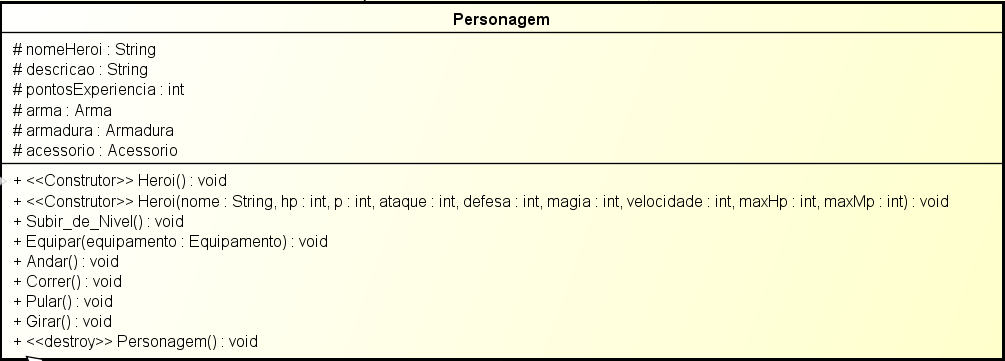 Personagem
# nomeHeroi : String
# descricao : String
# pontosExperiencia : int
# arma : Arma
# armadura : Armadura
# acessorio : Acessorio
+ <<Construtor>> Heroi() : void
+ <<Construtor>> Heroi(nome : String, hp : int, p : int, ataque : int, defesa : int, magia : int, velocidade : int, maxHp : int, maxMp : int) : void
+ Subir_de_Nivel() : void
+ Equipar(equipamento : Equipamento) : void
+ Andar() : void
+ Correr() : void
+ Pular() : void
+ Girar() : void
+ <<destroy>> Personagem() : void